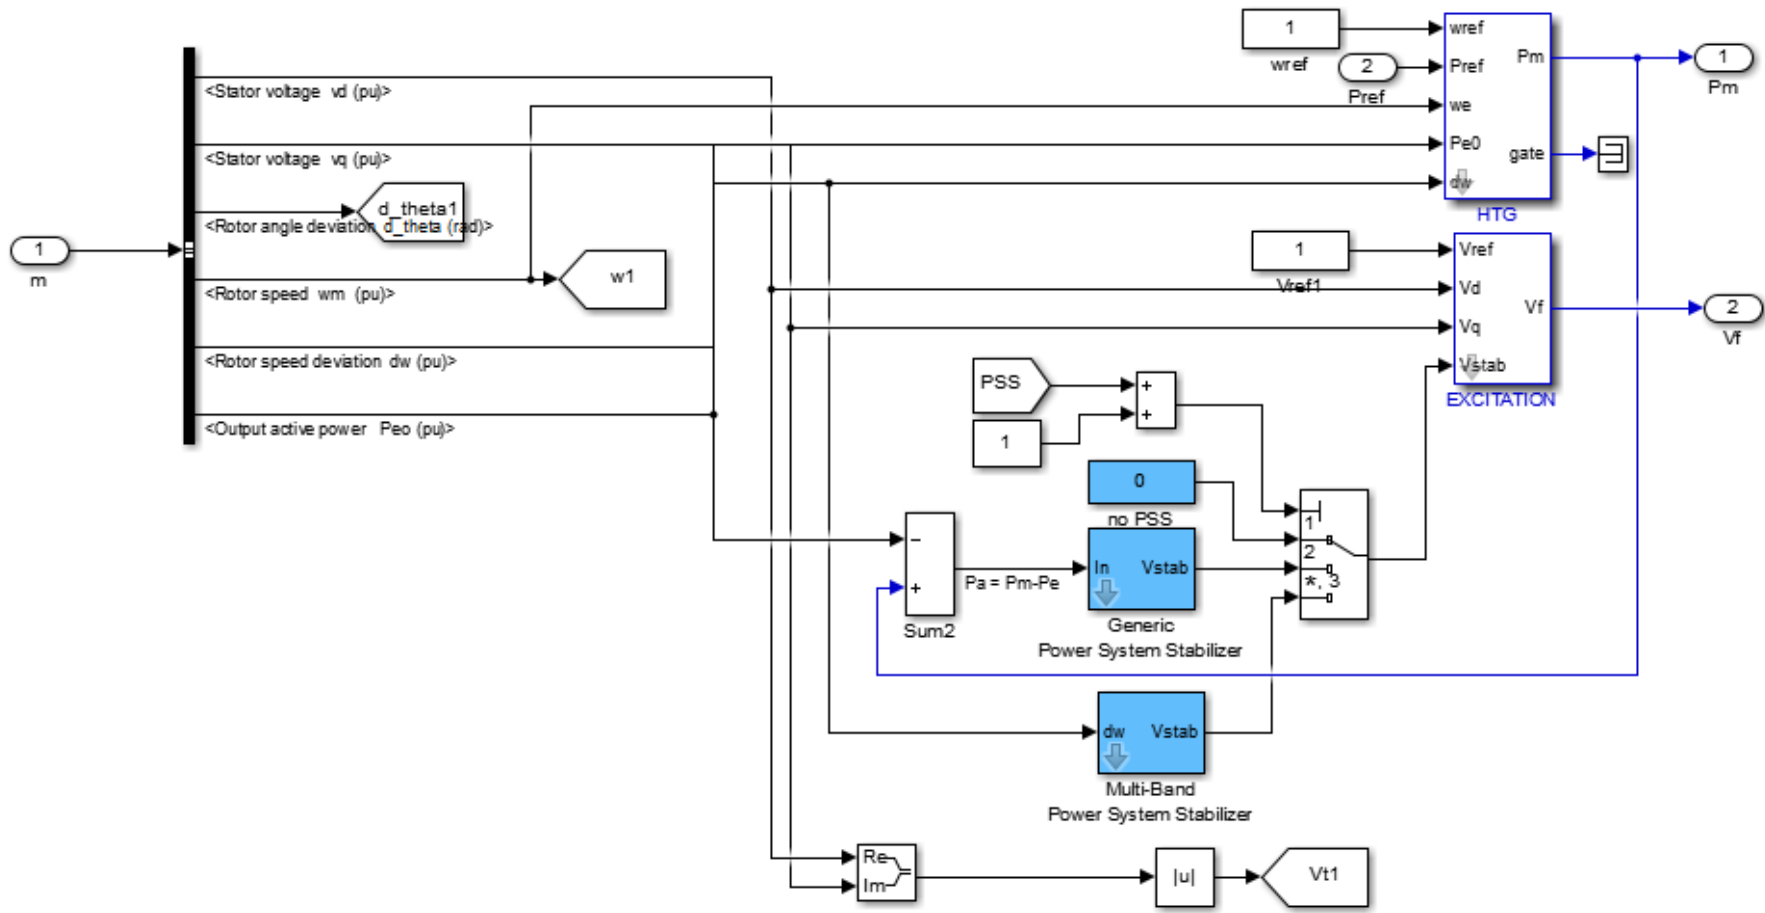 1
m
<Stator voltage vd (pu)>
<Stator voltage vq (pu)>
d_theta1
<Rotor angle deviation d_theta (rad)>
w1
<Rotor speed wm (pu)>
<Rotor speed deviation dw (pu)>
<Output active power Peo (pu)>
1
wref
2
Pref
wref
Pref
we
Pe0
dw
Pm
gate
HTG
1
Pm
1
Vref1
Vref
Vd
Vq
Vstab
Vf
EXCITATION
2
Vf
PSS
1
+
+
0
no PSS
−
+
Sum2
Pa = Pm-Pe
In
Vstab
Generic
Power System Stabilizer
1
2
*, 3
dw
Vstab
Multi-Band
Power System Stabilizer
Re
Im
|u|
Vt1